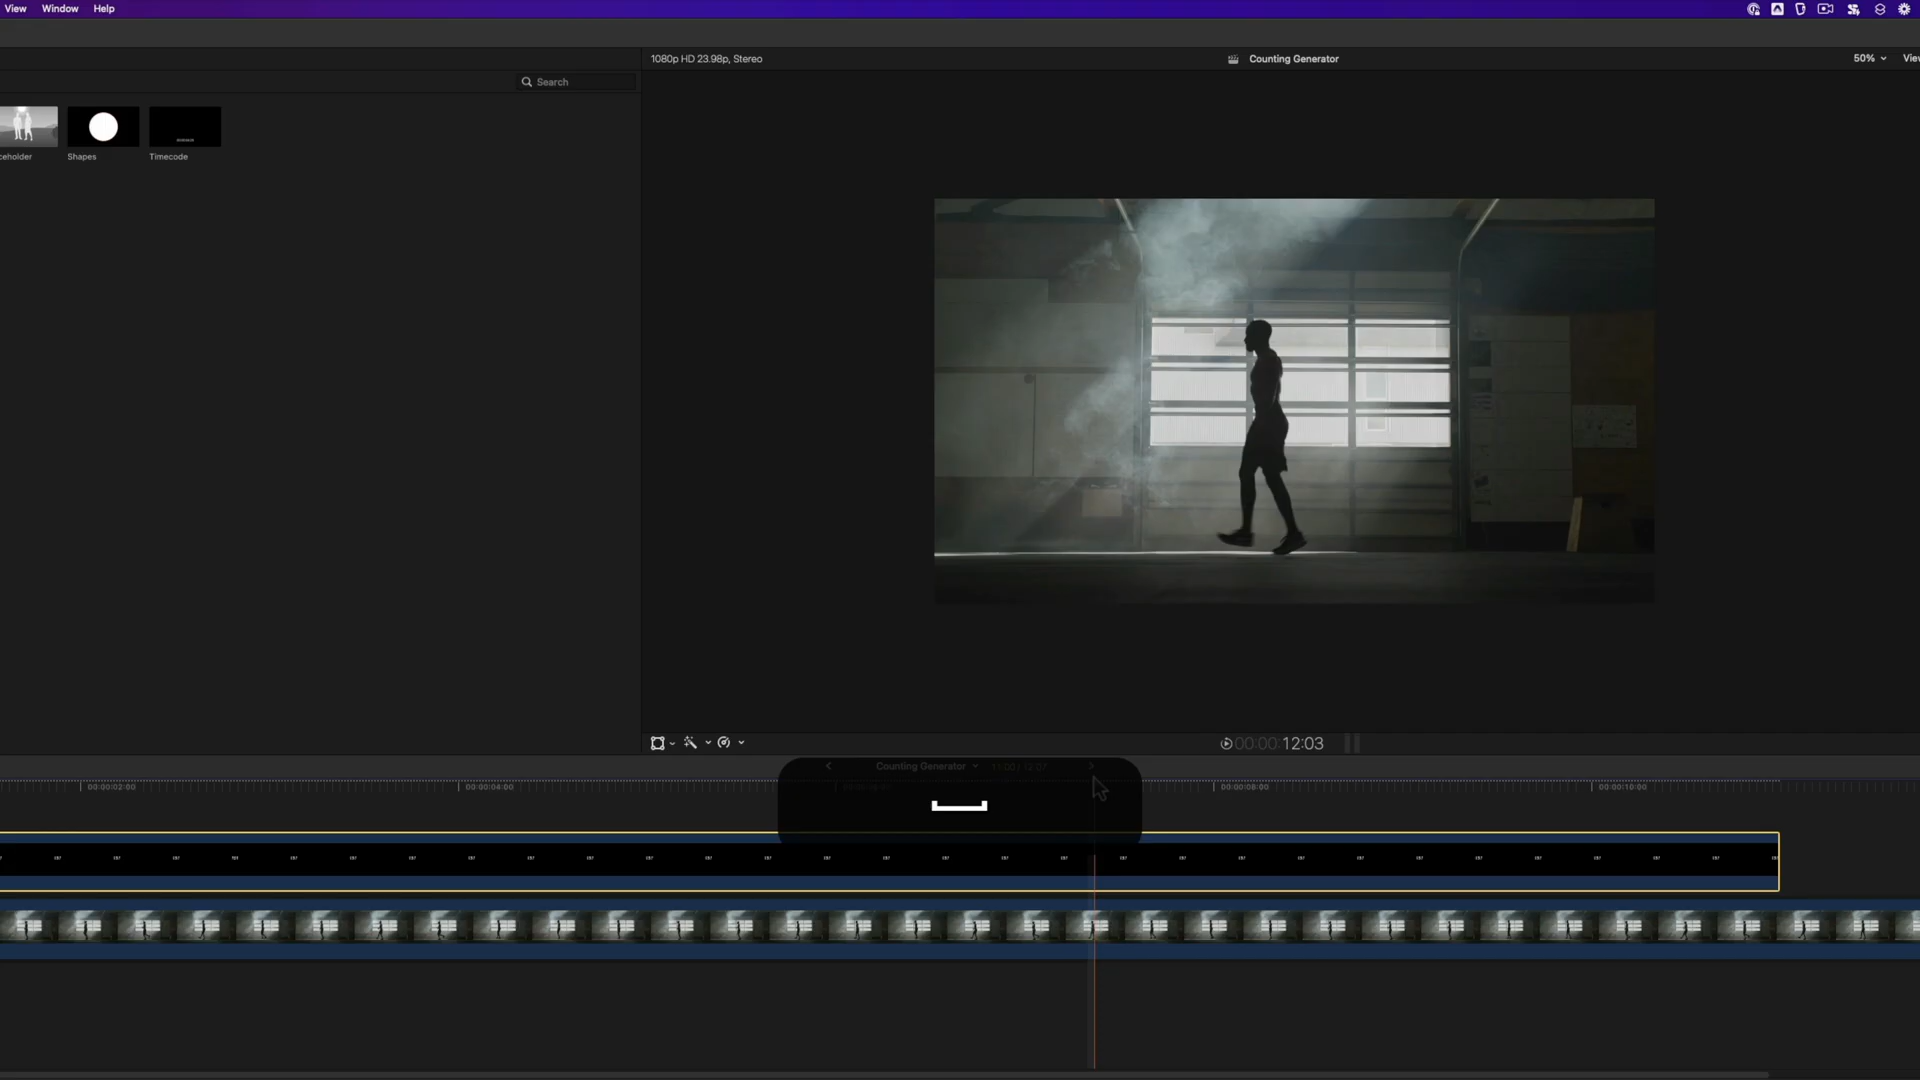 View Window Help
1080p HD 23.98p, Stereo
Counting Generator
50%
View
Search
ceholder
Shapes
Timecode
00:00:12:03
Counting Generator
00:00:02:00
00:00:04:00
00:00:08:00
00:00:10:00